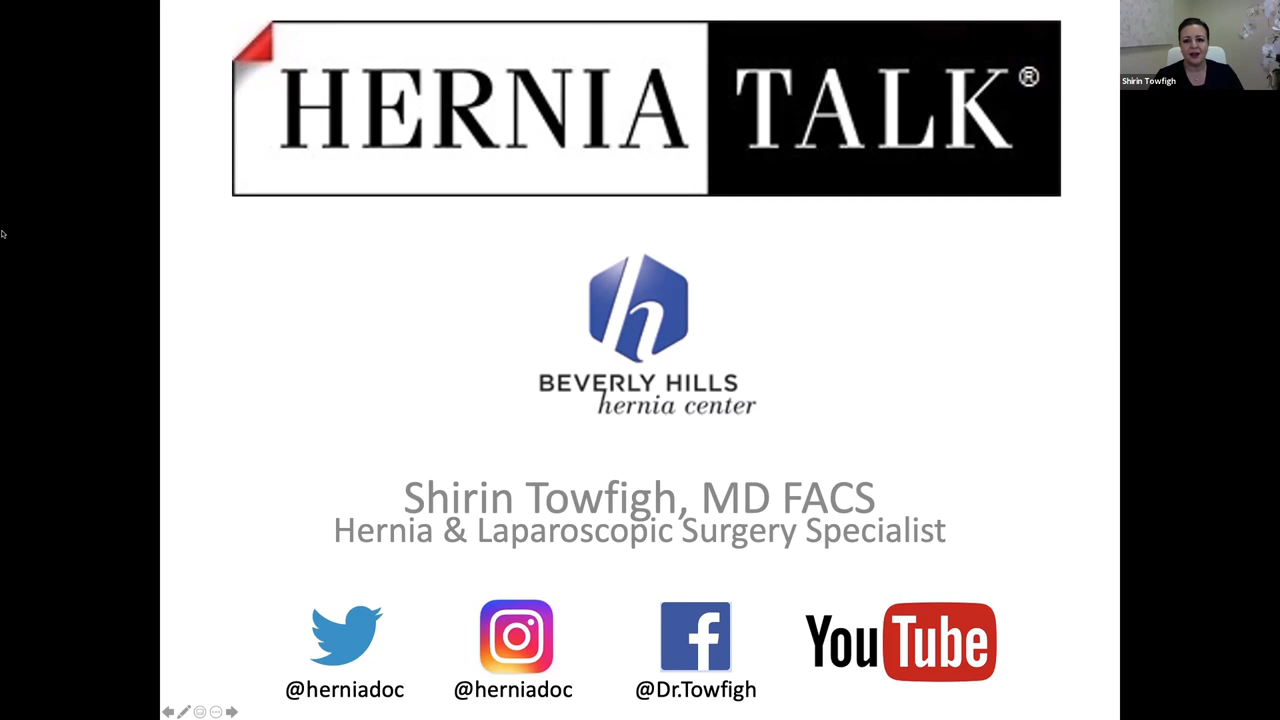 HERNIA TALK®
Shirin Towfigh
h
BEVERLY HILLS
hernia center
Shirin Towfigh, MD FACS
Hernia & Laparoscopic Surgery Specialist
f
YouTube
@herniadoc @herniadoc @Dr.Towfigh